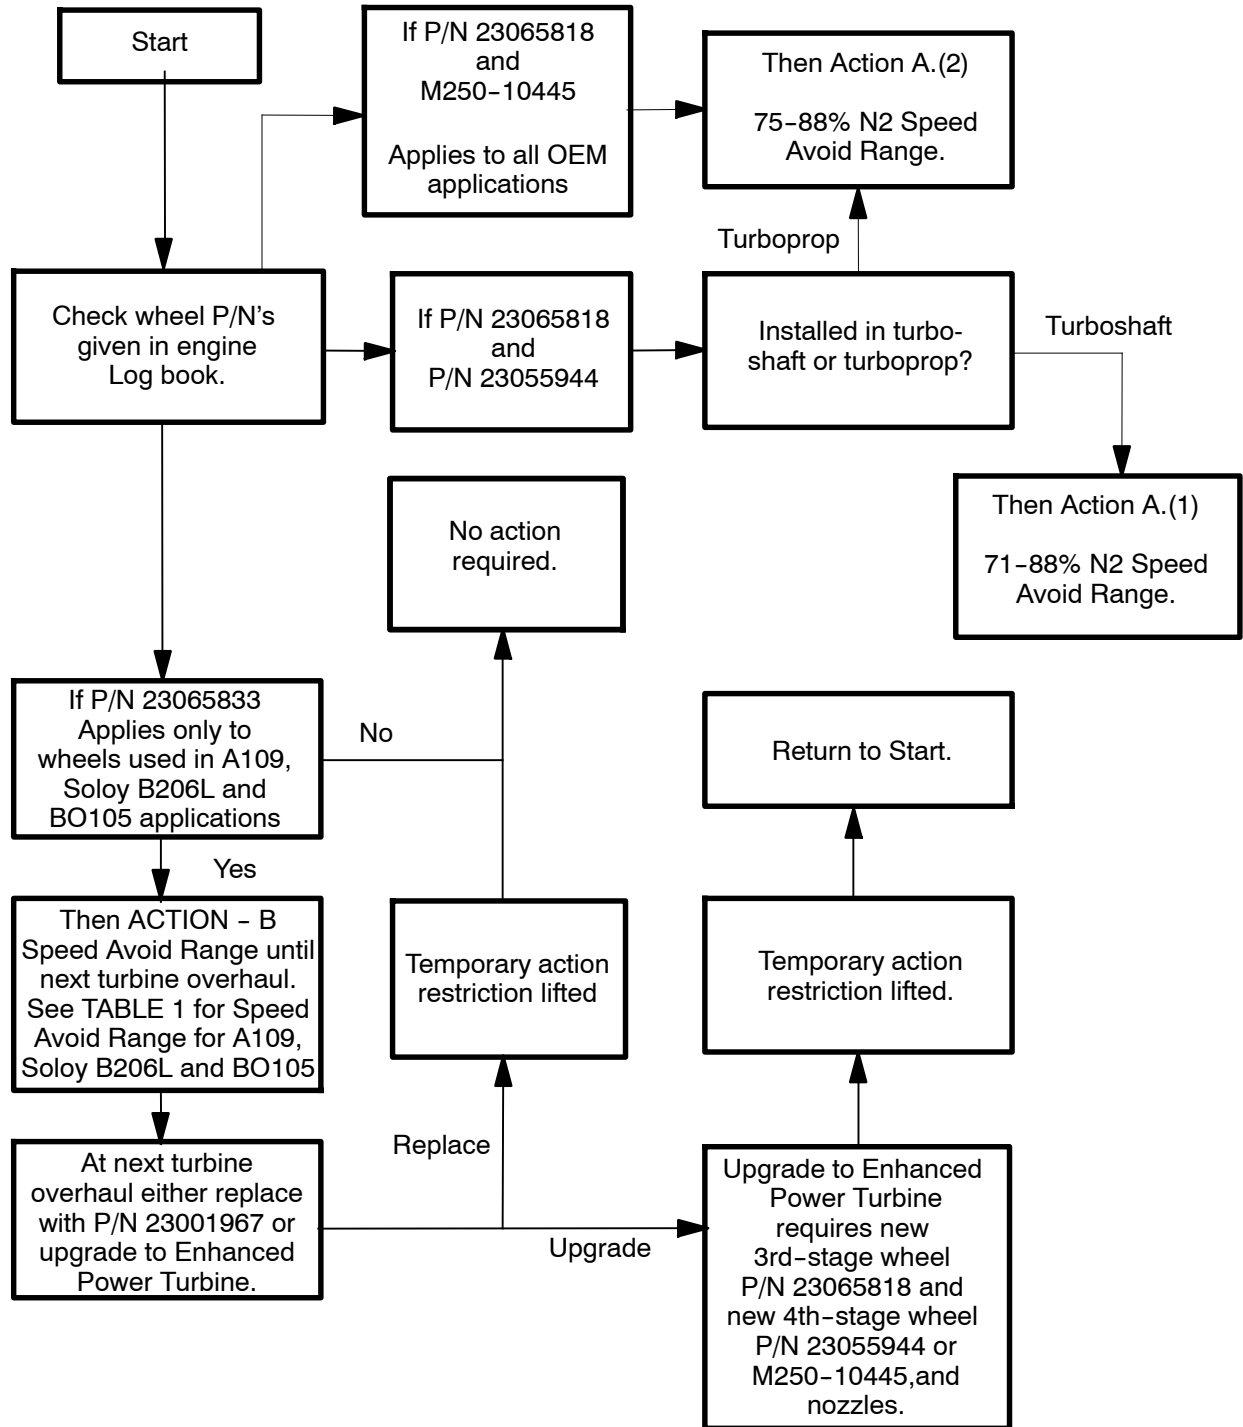 Start
If P/N 23065818
and
M250-10445
Applies to all OEM
applications
Then Action A.(2)
75-88% N2 Speed
Avoid Range.
Turboprop
Check wheel P/N's
given in engine
Log book.
If P/N 23065818
and
P/N 23055944
Installed in turbo-
shaft or turboprop?
Turboshaft
Then Action A.(1)
71-88% N2 Speed
Avoid Range.
No action
required.
If P/N 23065833
Applies only to
wheels used in A109,
Soloy B206L and
BO105 applications
No
Return to Start.
Yes
Then ACTION - B
Speed Avoid Range until
next turbine overhaul.
See TABLE 1 for Speed
Avoid Range for A109,
Soloy B206L and BO105
Temporary action
restriction lifted
Temporary action
restriction lifted.
Replace
At next turbine
overhaul either replace
with P/N 23001967 or
upgrade to Enhanced
Power Turbine.
Upgrade
Upgrade to Enhanced
Power Turbine
requires new
3rd-stage wheel
P/N 23065818 and
new 4th-stage wheel
P/N 23055944 or
M250-10445,and
nozzles.